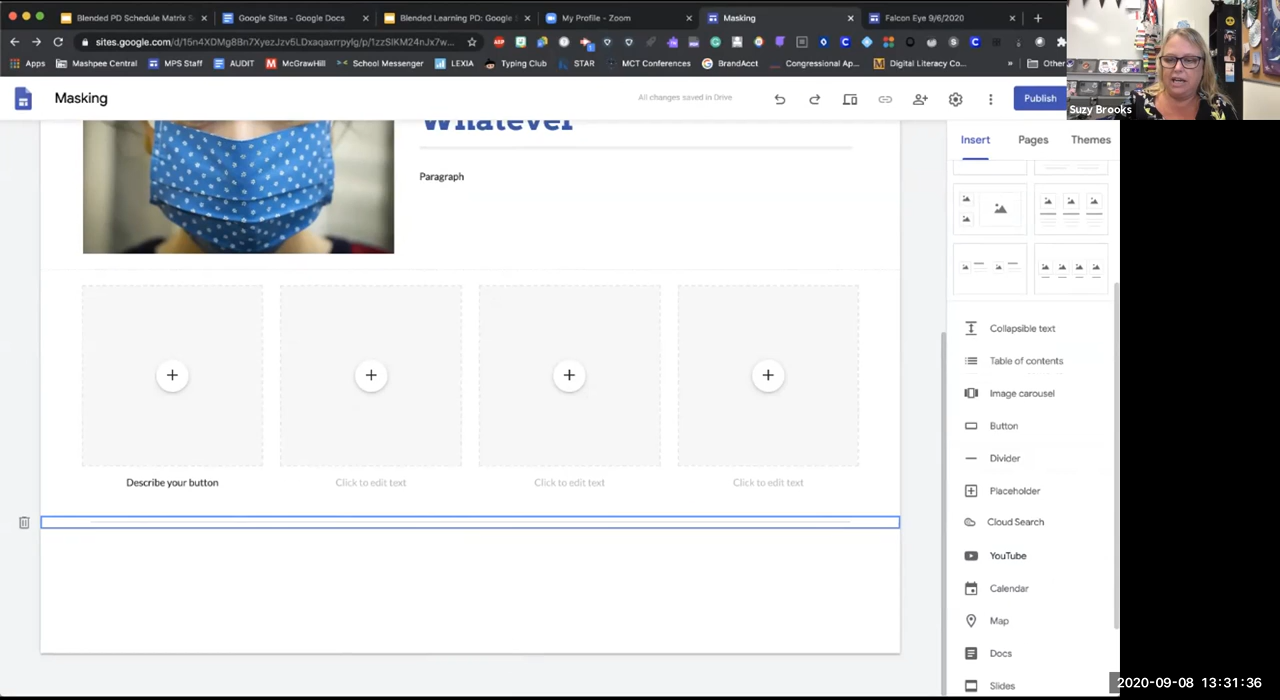 Blended PD Schedule Matrix S
Google Sites - Google Docs
Blended Learning PD: Google
My Profile - Zoom
Masking
Falcon Eye 9/6/2020
Apps
Mashpee Central
MPS Staff
AUDIT
McGrawHill
School Messenger
LEXIA
Typing Club
STAR
MCT Conferences
BrandAcct
Congressional Ap...
Digital Literacy Co...
»
Other
Masking
All changes saved in Drive
Publish
Suzy Brooks
Whatever
Paragraph
Describe your button
Click to edit text
Click to edit text
Click to edit text
Insert
Pages
Themes
Collapsible text
Table of contents
Image carousel
Button
Divider
Placeholder
Cloud Search
YouTube
Calendar
Map
Docs
Slides
2020-09-08 13:31:36